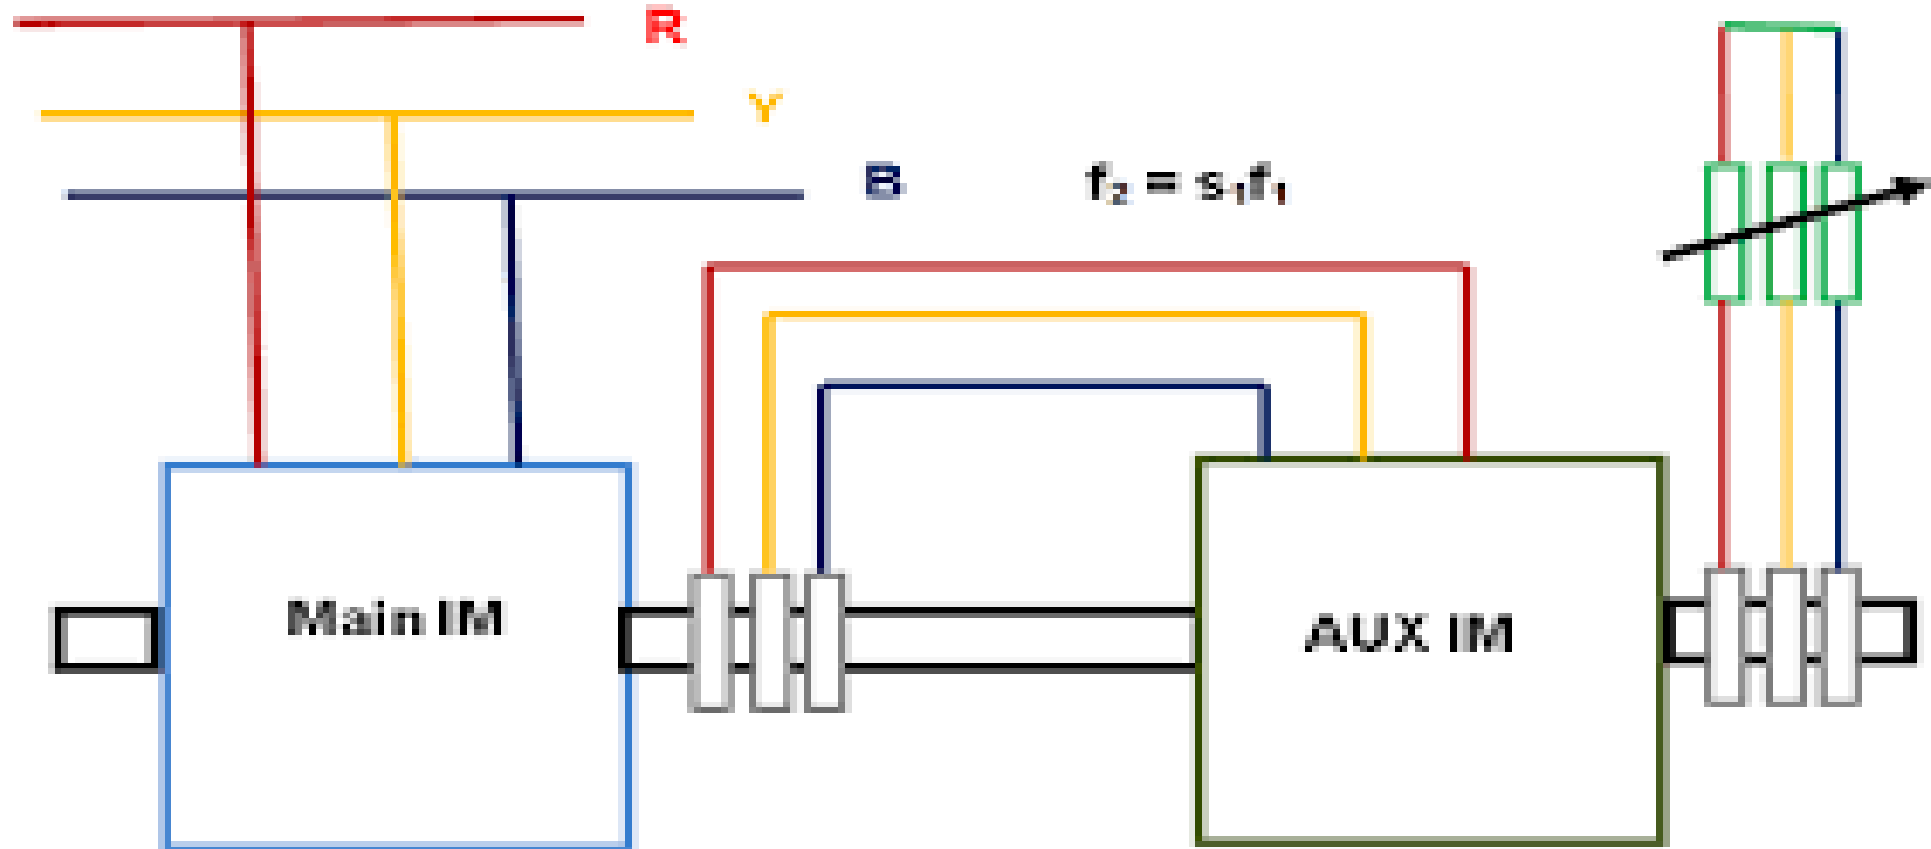 R
Y
B
f₂ = s₁f₁
Main IM
AUX IM